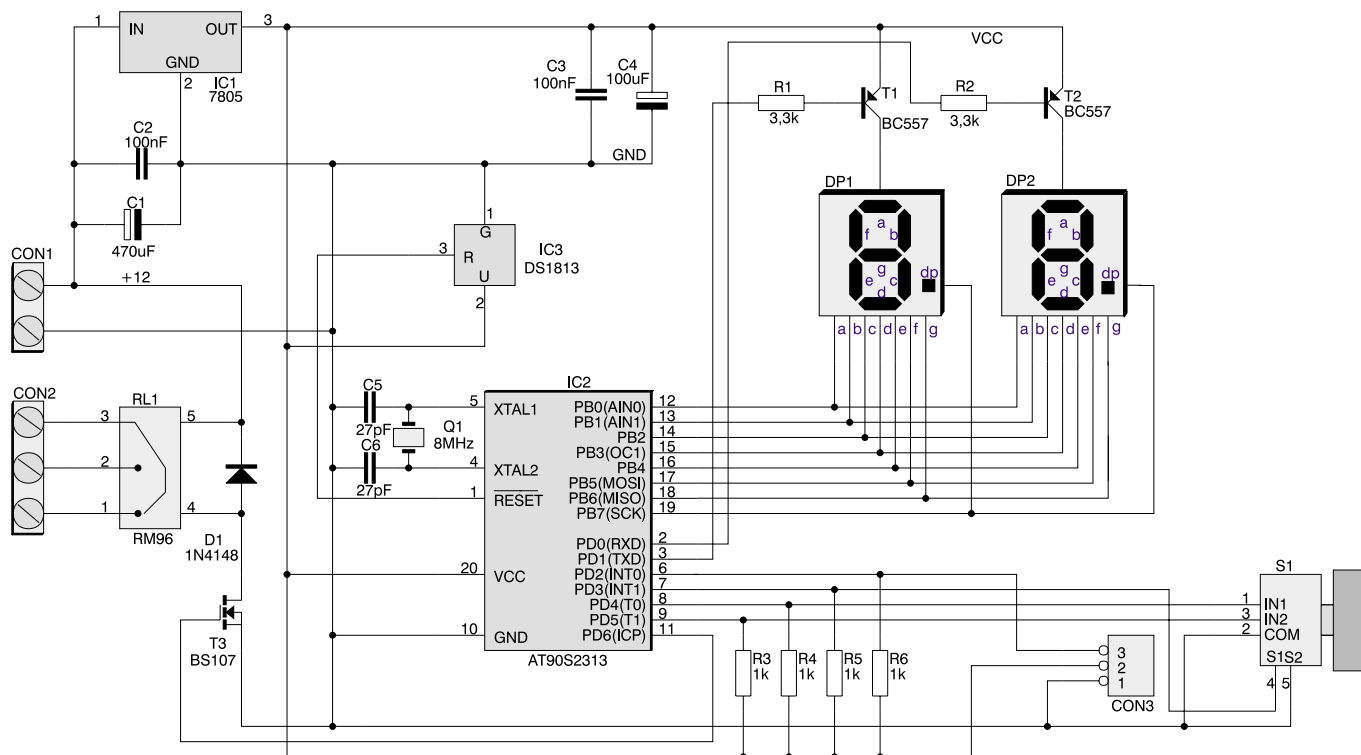 1 IN OUT 3
GND
2
IC1
7805
C2
100nF
C1
470uF
CON1
+12
C3
100nF
C4
100uF
GND
VCC
R1
3,3k
T1
BC557
R2
3,3k
T2
BC557
DP1
a
f b
g
e c
d
dp
a b c d e f g
DP2
a
f b
g
e c
d
dp
a b c d e f g
1
G
3 R
U
2
IC3
DS1813
CON2
3
2
1
RL1
5
4
RM96
D1
1N4148
T3
BS107
C5
27pF
C6
27pF
Q1
8MHz
IC2
5 XTAL1
4 XTAL2
1 RESET
20 VCC
10 GND
PB0(AIN0) 12
PB1(AIN1) 13
PB2 14
PB3(OC1) 15
PB4 16
PB5(MOSI) 17
PB6(MISO) 18
PB7(SCK) 19
PD0(RXD) 2
PD1(TXD) 3
PD2(INT0) 6
PD3(INT1) 7
PD4(T0) 8
PD5(T1) 9
PD6(ICP) 11
AT90S2313
R3
1k
R4
1k
R5
1k
R6
1k
3
2
1
CON3
S1
1 IN1
3 IN2
2 COM
S1S2
4 5